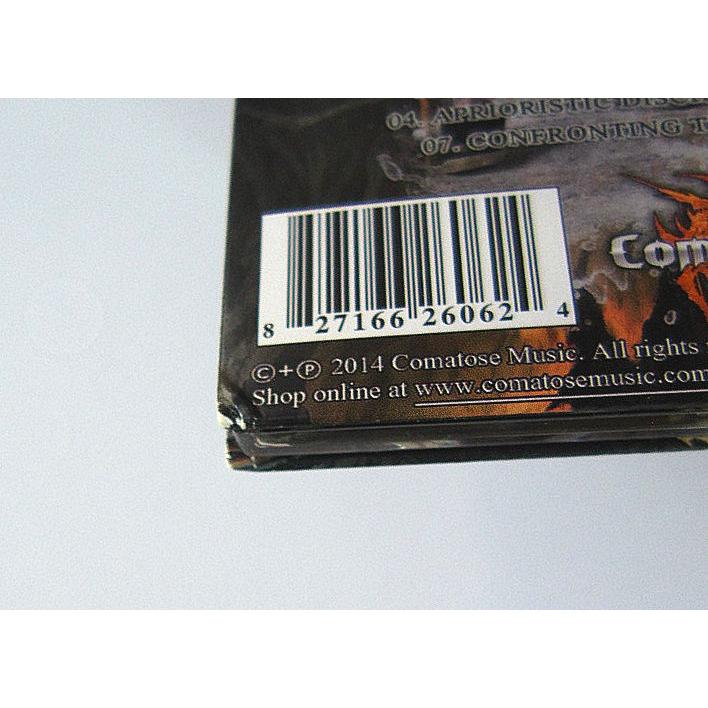 04. APRIORISTIC
07. CONFRONTING
Com
8 27166 26062 4
©+℗ 2014 Comatose Music. All rights
Shop online at www.comatosemusic.com